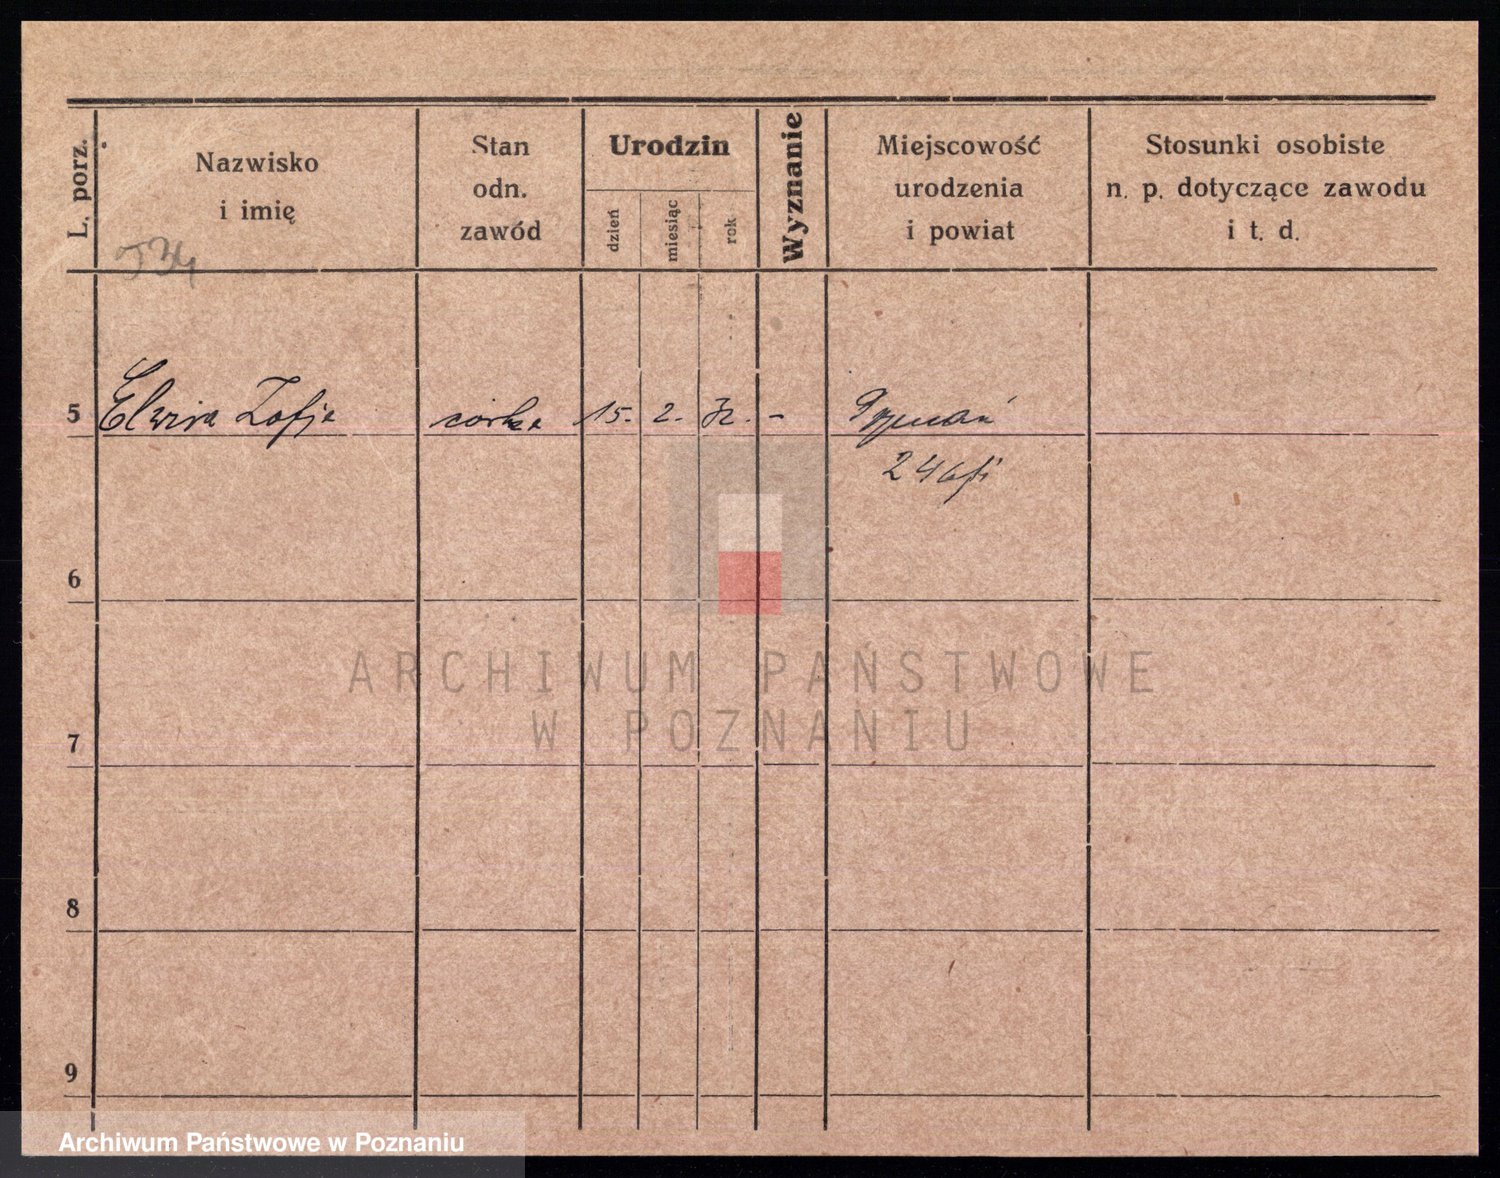 L. porz.
Nazwisko
i imię
Stan
odn.
zawód
Urodzin
dzień
miesiąc
rok
Wyznanie
Miejscowość
urodzenia
i powiat
Stosunki osobiste
n. p. dotyczące zawodu
i t. d.
5 Elwira Zofja córka 15. 2. 32. -
6
7
8
9
ARCHIWUM PAŃSTWOWE
W POZNANIU
Archiwum Państwowe w Poznaniu